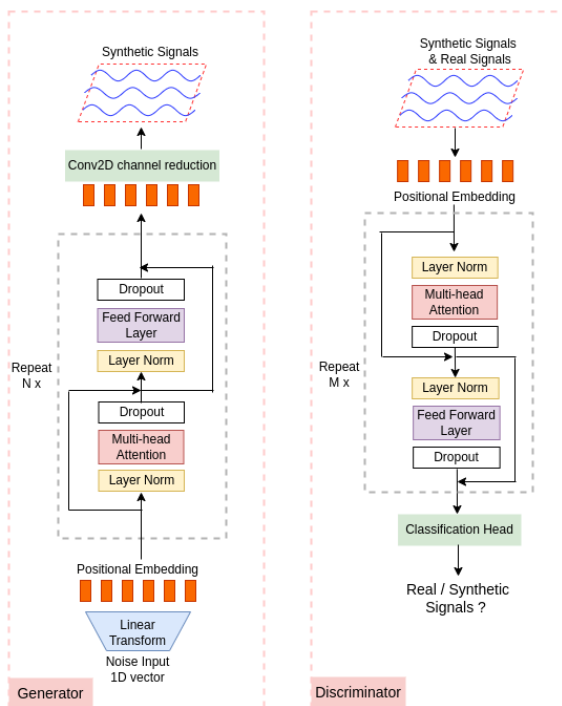 Synthetic Signals
Conv2D channel reduction
Dropout
Feed Forward
Layer
Layer Norm
Repeat
N x
Dropout
Multi-head
Attention
Layer Norm
Positional Embedding
Linear
Transform
Noise Input
1D vector
Generator
Synthetic Signals
& Real Signals
Positional Embedding
Layer Norm
Multi-head
Attention
Dropout
Repeat
M x
Layer Norm
Feed Forward
Layer
Dropout
Classification Head
Real / Synthetic
Signals ?
Discriminator